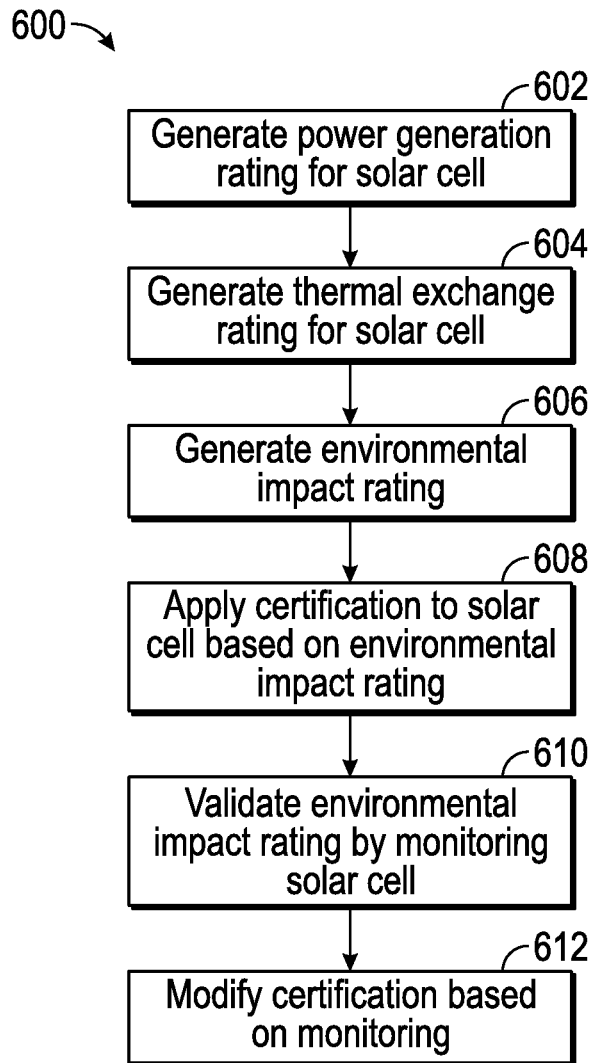 600
602
Generate power generation
rating for solar cell
604
Generate thermal exchange
rating for solar cell
606
Generate environmental
impact rating
608
Apply certification to solar
cell based on environmental
impact rating
610
Validate environmental
impact rating by monitoring
solar cell
612
Modify certification based
on monitoring